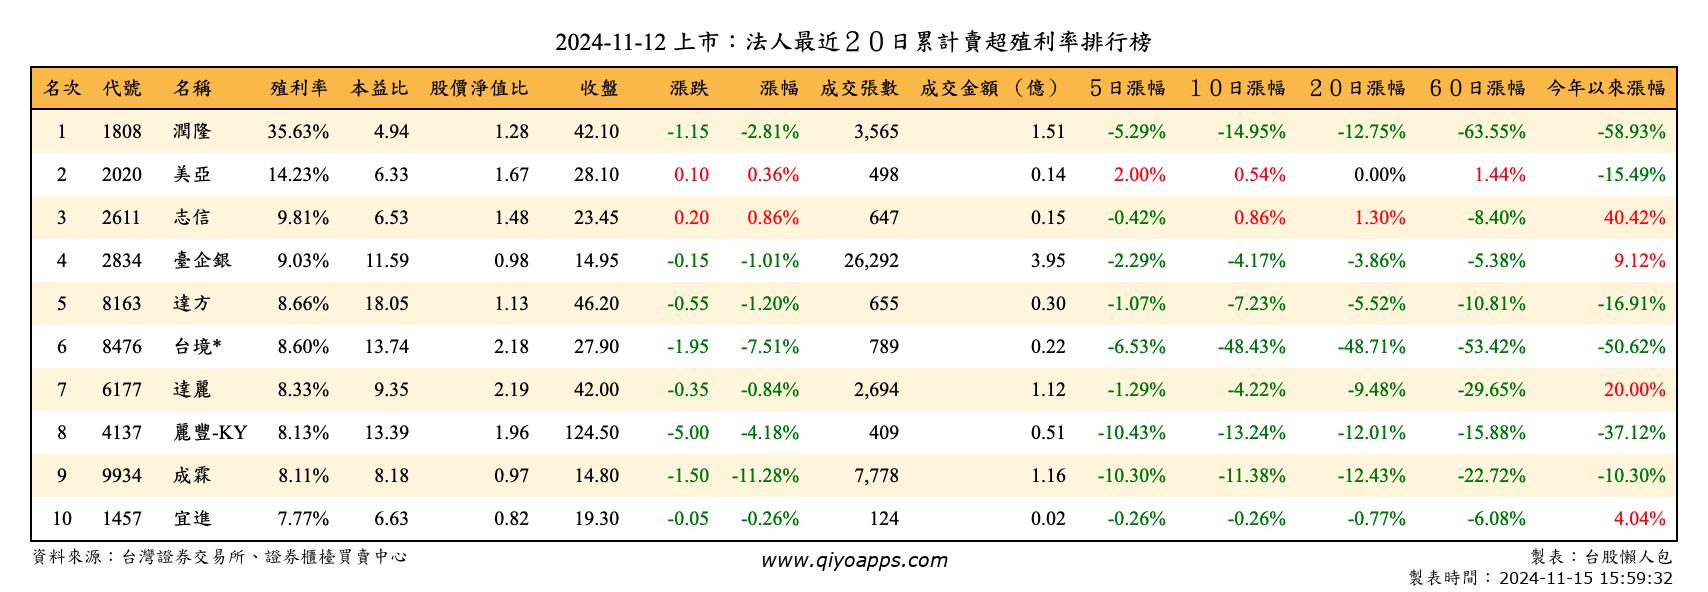 2024-11-12 上市：法人最近２０日累計賣超殖利率排行榜
名次 代號 名稱 殖利率 本益比 股價淨值比 收盤 漲跌 漲幅 成交張數 成交金額（億） ５日漲幅 １０日漲幅 ２０日漲幅 ６０日漲幅 今年以來漲幅
1 1808 潤隆 35.63% 4.94 1.28 42.10 -1.15 -2.81% 3,565 1.51 -5.29% -14.95% -12.75% -63.55% -58.93%
2 2020 美亞 14.23% 6.33 1.67 28.10 0.10 0.36% 498 0.14 2.00% 0.54% 0.00% 1.44% -15.49%
3 2611 志信 9.81% 6.53 1.48 23.45 0.20 0.86% 647 0.15 -0.42% 0.86% 1.30% -8.40% 40.42%
4 2834 臺企銀 9.03% 11.59 0.98 14.95 -0.15 -1.01% 26,292 3.95 -2.29% -4.17% -3.86% -5.38% 9.12%
5 8163 達方 8.66% 18.05 1.13 46.20 -0.55 -1.20% 655 0.30 -1.07% -7.23% -5.52% -10.81% -16.91%
6 8476 台境* 8.60% 13.74 2.18 27.90 -1.95 -7.51% 789 0.22 -6.53% -48.43% -48.71% -53.42% -50.62%
7 6177 達麗 8.33% 9.35 2.19 42.00 -0.35 -0.84% 2,694 1.12 -1.29% -4.22% -9.48% -29.65% 20.00%
8 4137 麗豐-KY 8.13% 13.39 1.96 124.50 -5.00 -4.18% 409 0.51 -10.43% -13.24% -12.01% -15.88% -37.12%
9 9934 成霖 8.11% 8.18 0.97 14.80 -1.50 -11.28% 7,778 1.16 -10.30% -11.38% -12.43% -22.72% -10.30%
10 1457 宜進 7.77% 6.63 0.82 19.30 -0.05 -0.26% 124 0.02 -0.26% -0.26% -0.77% -6.08% 4.04%
資料來源：台灣證券交易所、證券櫃檯買賣中心 www.qiyoapps.com 製表：台股懶人包
製表時間：2024-11-15 15:59:32